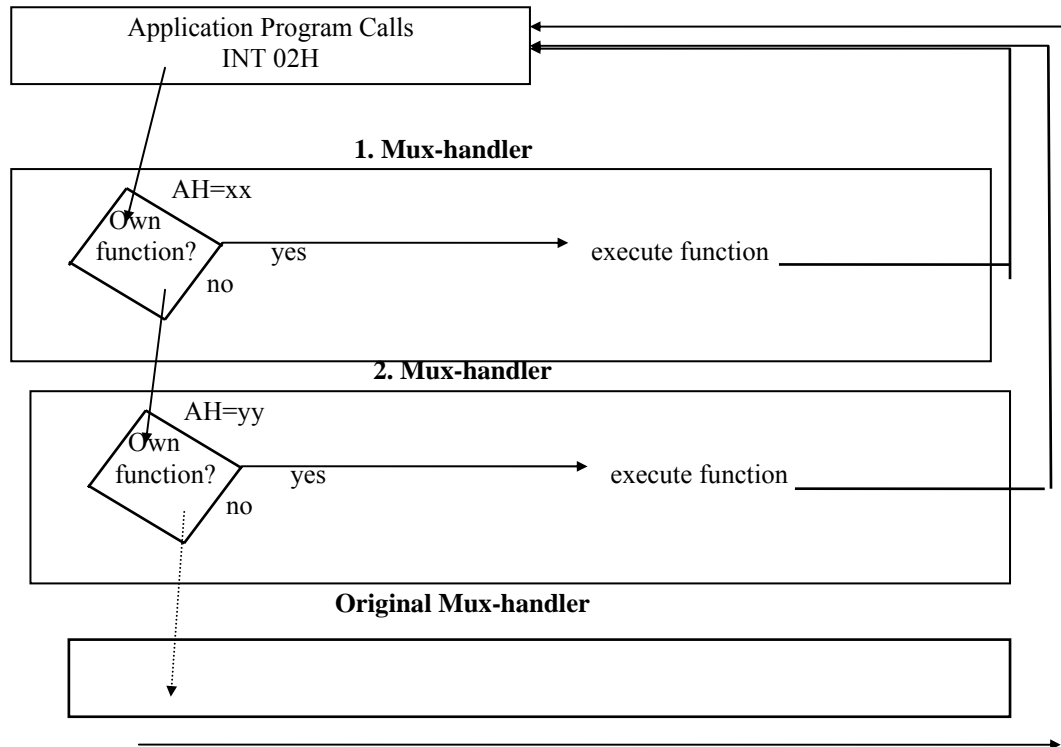 Application Program Calls
INT 02H
1. Mux-handler
AH=xx
Own
function?
yes
execute function
no
2. Mux-handler
AH=yy
Own
function?
yes
execute function
no
Original Mux-handler